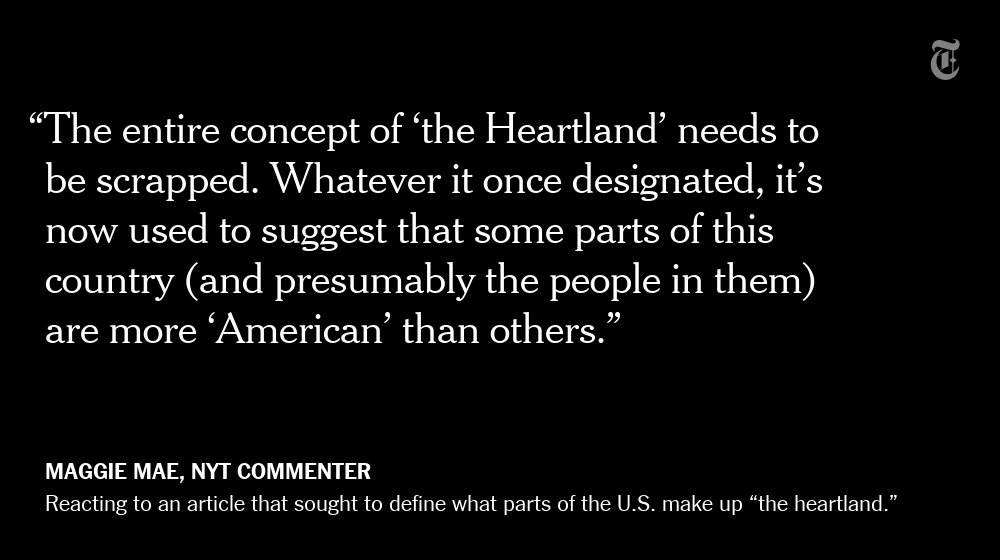 “The entire concept of ‘the Heartland’ needs to
be scrapped. Whatever it once designated, it’s
now used to suggest that some parts of this
country (and presumably the people in them)
are more ‘American’ than others.”
MAGGIE MAE, NYT COMMENTER
Reacting to an article that sought to define what parts of the U.S. make up “the heartland.”